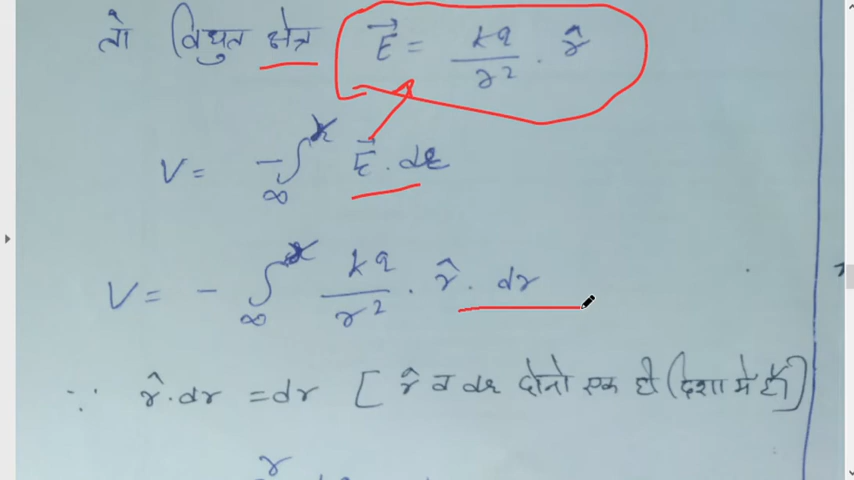 तो विद्युत क्षेत्र E⃗ = kq/r² · r̂
V = - ∫∞^r E⃗ . dr
V = - ∫∞^r kq/r² · r̂ . dr
∵ r̂ . dr = dr [ r̂ व dr दोनो एक ही दिशा मे हैं ]
r